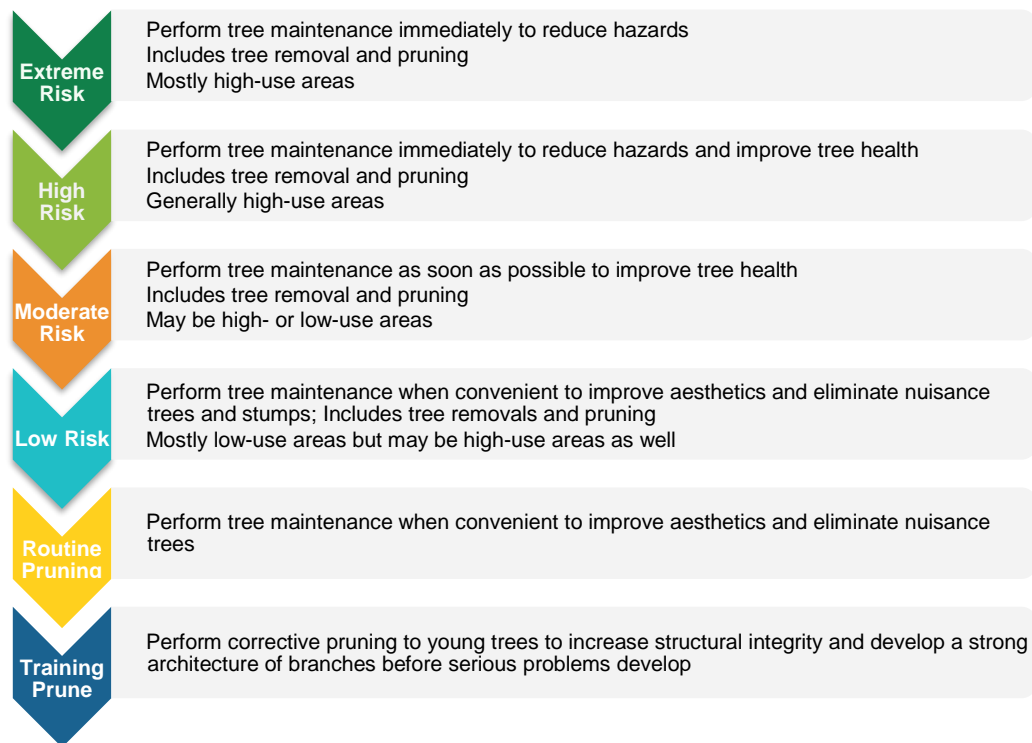 Extreme
Risk
Perform tree maintenance immediately to reduce hazards
Includes tree removal and pruning
Mostly high-use areas
High
Risk
Perform tree maintenance immediately to reduce hazards and improve tree health
Includes tree removal and pruning
Generally high-use areas
Moderate
Risk
Perform tree maintenance as soon as possible to improve tree health
Includes tree removal and pruning
May be high- or low-use areas
Low Risk
Perform tree maintenance when convenient to improve aesthetics and eliminate nuisance
trees and stumps; Includes tree removals and pruning
Mostly low-use areas but may be high-use areas as well
Routine
Pruning
Perform tree maintenance when convenient to improve aesthetics and eliminate nuisance
trees
Training
Prune
Perform corrective pruning to young trees to increase structural integrity and develop a strong
architecture of branches before serious problems develop